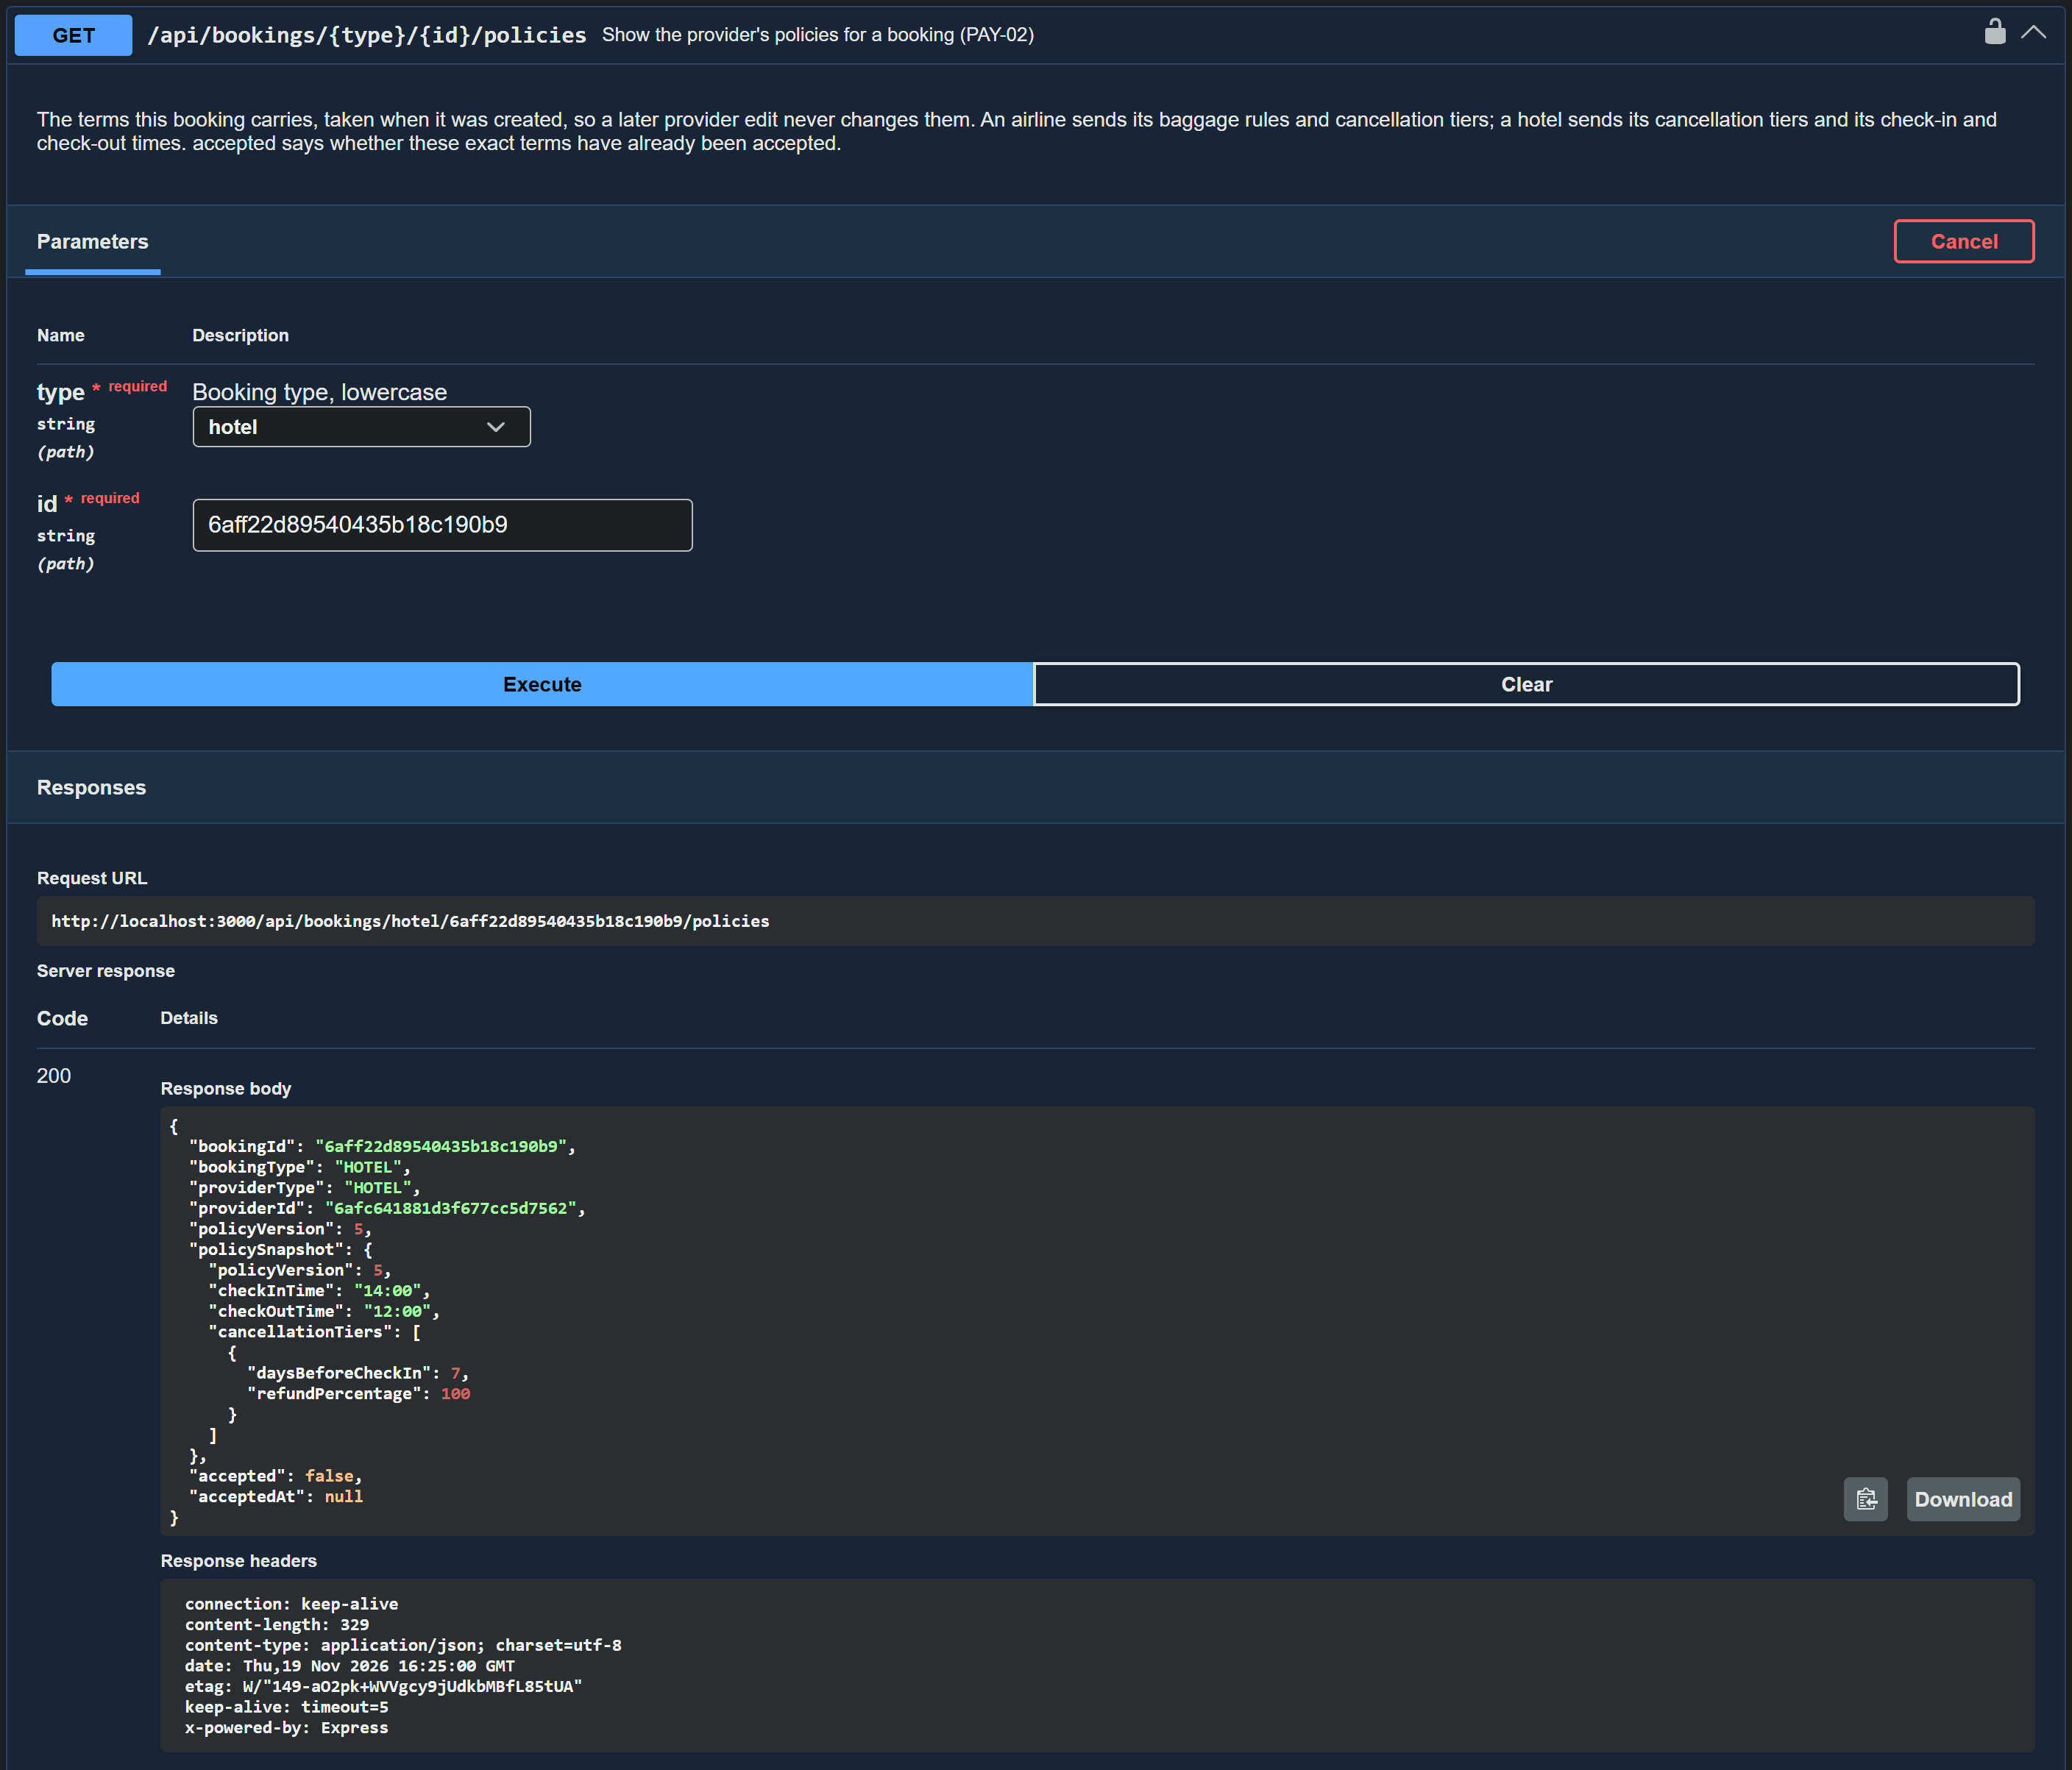 GET /api/bookings/{type}/{id}/policies Show the provider's policies for a booking (PAY-02)
The terms this booking carries, taken when it was created, so a later provider edit never changes them. An airline sends its baggage rules and cancellation tiers; a hotel sends its cancellation tiers and its check-in and
check-out times. accepted says whether these exact terms have already been accepted.
Parameters
Cancel
Name Description
type * required
string
(path)
Booking type, lowercase
hotel
id * required
string
(path)
6aff22d89540435b18c190b9
Execute
Clear
Responses
Request URL
http://localhost:3000/api/bookings/hotel/6aff22d89540435b18c190b9/policies
Server response
Code Details
200
Response body
{
  "bookingId": "6aff22d89540435b18c190b9",
  "bookingType": "HOTEL",
  "providerType": "HOTEL",
  "providerId": "6afc641881d3f677cc5d7562",
  "policyVersion": 5,
  "policySnapshot": {
    "policyVersion": 5,
    "checkInTime": "14:00",
    "checkOutTime": "12:00",
    "cancellationTiers": [
      {
        "daysBeforeCheckIn": 7,
        "refundPercentage": 100
      }
    ]
  },
  "accepted": false,
  "acceptedAt": null
}
Download
Response headers
connection: keep-alive
content-length: 329
content-type: application/json; charset=utf-8
date: Thu,19 Nov 2026 16:25:00 GMT
etag: W/"149-aO2pk+WVVgcy9jUdkbMBfL85tUA"
keep-alive: timeout=5
x-powered-by: Express